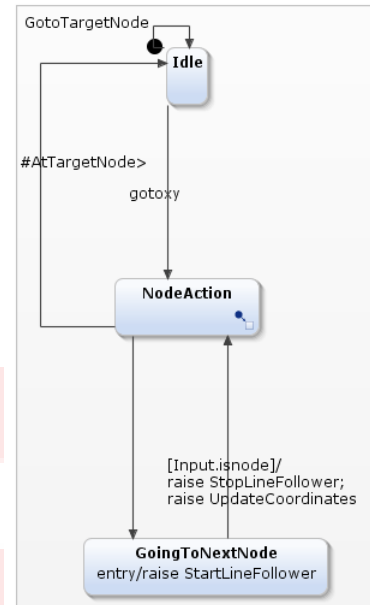 GotoTargetNode
Idle
#AtTargetNode>
gotoxy
NodeAction
[Input.isnode]/
raise StopLineFollower;
raise UpdateCoordinates
GoingToNextNode
entry/raise StartLineFollower